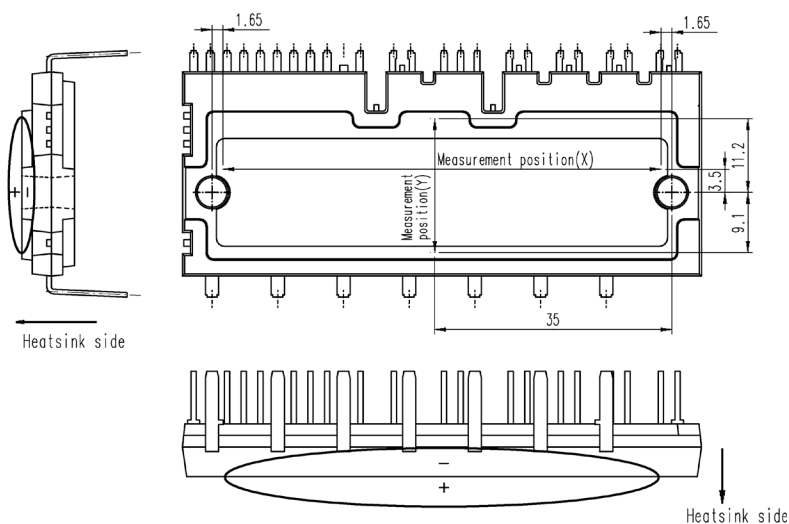 1.65
1.65
Measurement position(X)
Measurement
position(Y)
11.2
3.5
9.1
35
+ −
Heatsink side
−
+
Heatsink side